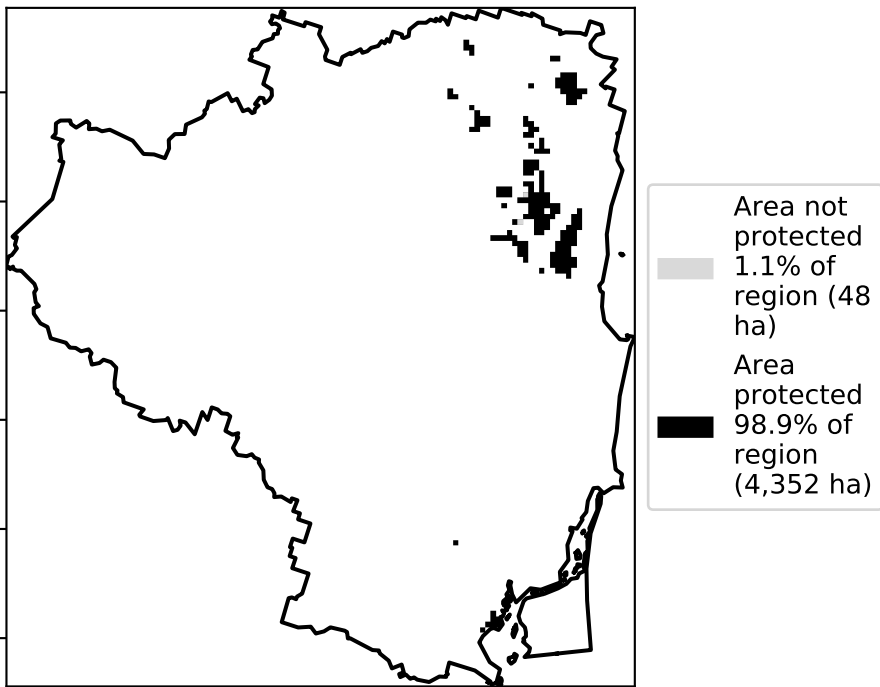 Area not
protected
1.1% of
region (48
ha)
Area
protected
98.9% of
region
(4,352 ha)